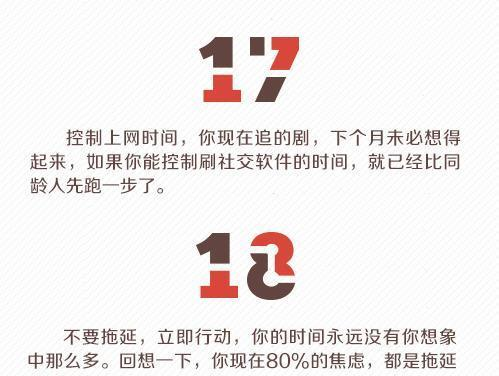 17
控制上网时间，你现在追的剧，下个月未必想得
起来，如果你能控制刷社交软件的时间，就已经比同
龄人先跑一步了。
18
不要拖延，立即行动，你的时间永远没有你想象
中那么多。回想一下，你现在80%的焦虑，都是拖延